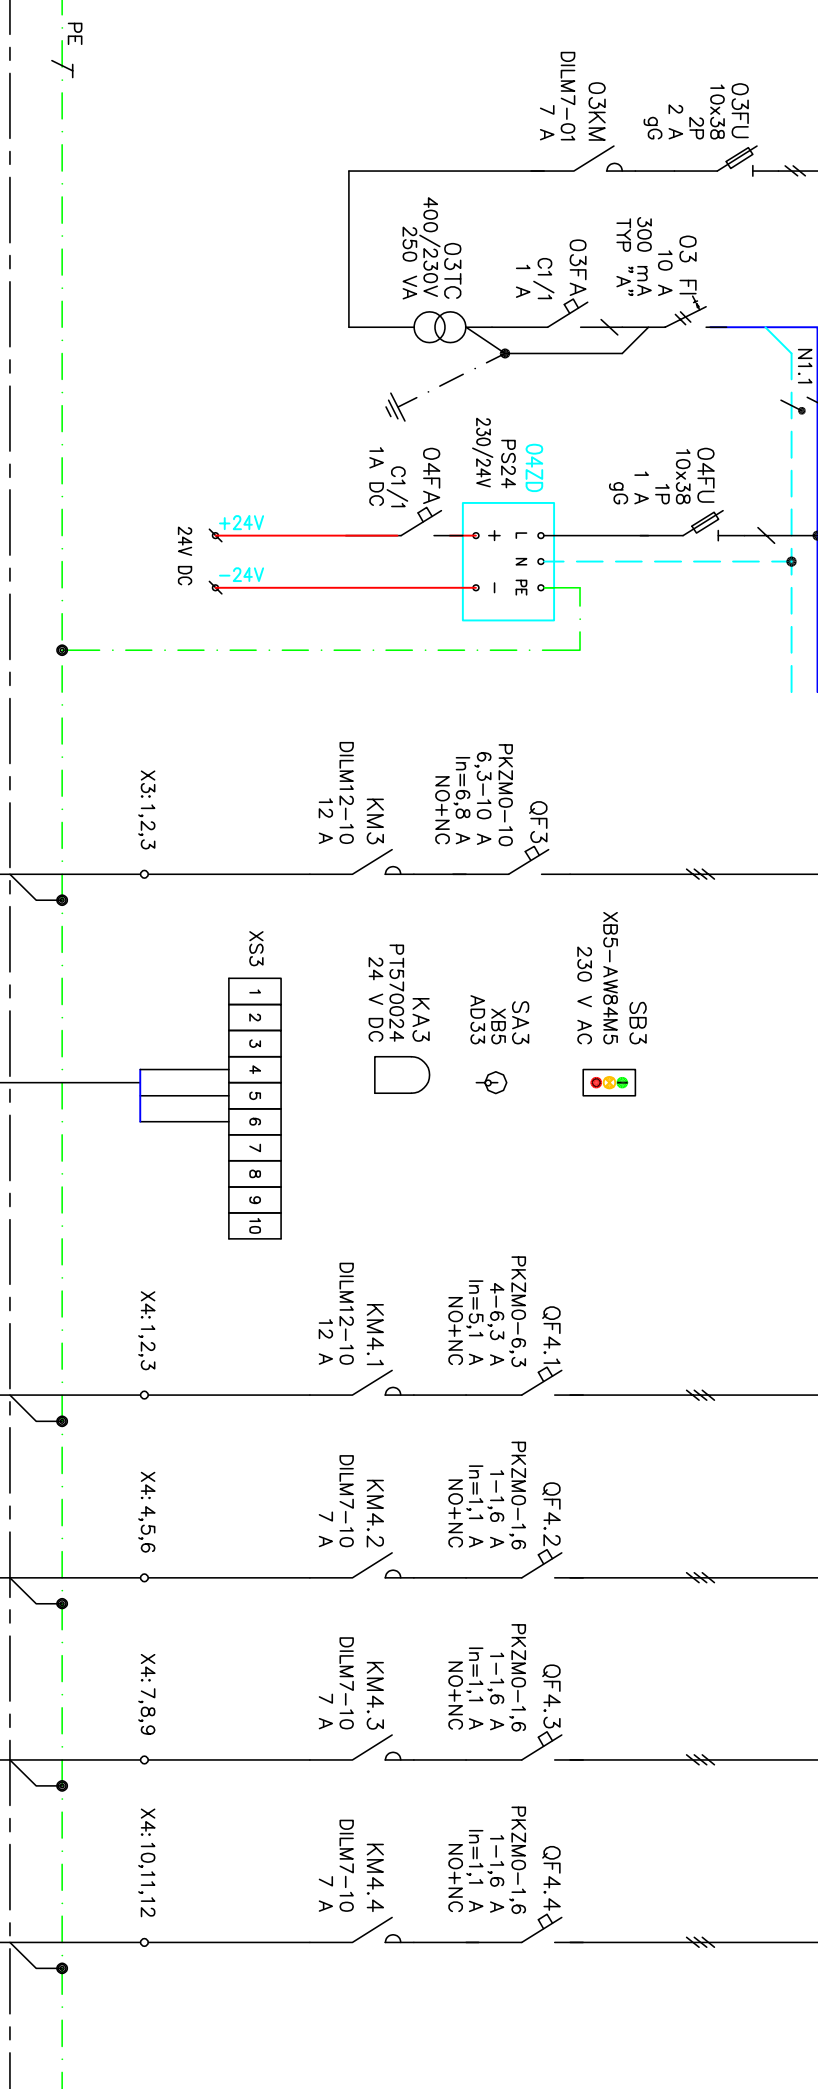 PE
03FU
10x38
2P
2 A
gG
03KM
DILM7-01
7 A
03 FI
10 A
300 mA
TYP "A"
03FA
C1/1
1 A
03TC
400/230V
250 VA
N1.1
04FU
10x38
1P
1 A
gG
04ZD
PS24
230/24V
L
N
PE
+
-
04FA
C1/1
1A DC
+24V
-24V
24V DC
QF3
PKZM0-10
6,3-10 A
In=6,8 A
NO+NC
KM3
DILM12-10
12 A
X3:1,2,3
SB3
XB5-AW84M5
230 V AC
SA3
XB5
AD33
KA3
PT570024
24 V DC
XS3
1
2
3
4
5
6
7
8
9
10
QF4.1
PKZM0-6,3
4-6,3 A
In=5,1 A
NO+NC
KM4.1
DILM12-10
12 A
X4:1,2,3
QF4.2
PKZM0-1,6
1-1,6 A
In=1,1 A
NO+NC
KM4.2
DILM7-10
7 A
X4:4,5,6
QF4.3
PKZM0-1,6
1-1,6 A
In=1,1 A
NO+NC
KM4.3
DILM7-10
7 A
X4:7,8,9
QF4.4
PKZM0-1,6
1-1,6 A
In=1,1 A
NO+NC
KM4.4
DILM7-10
7 A
X4:10,11,12